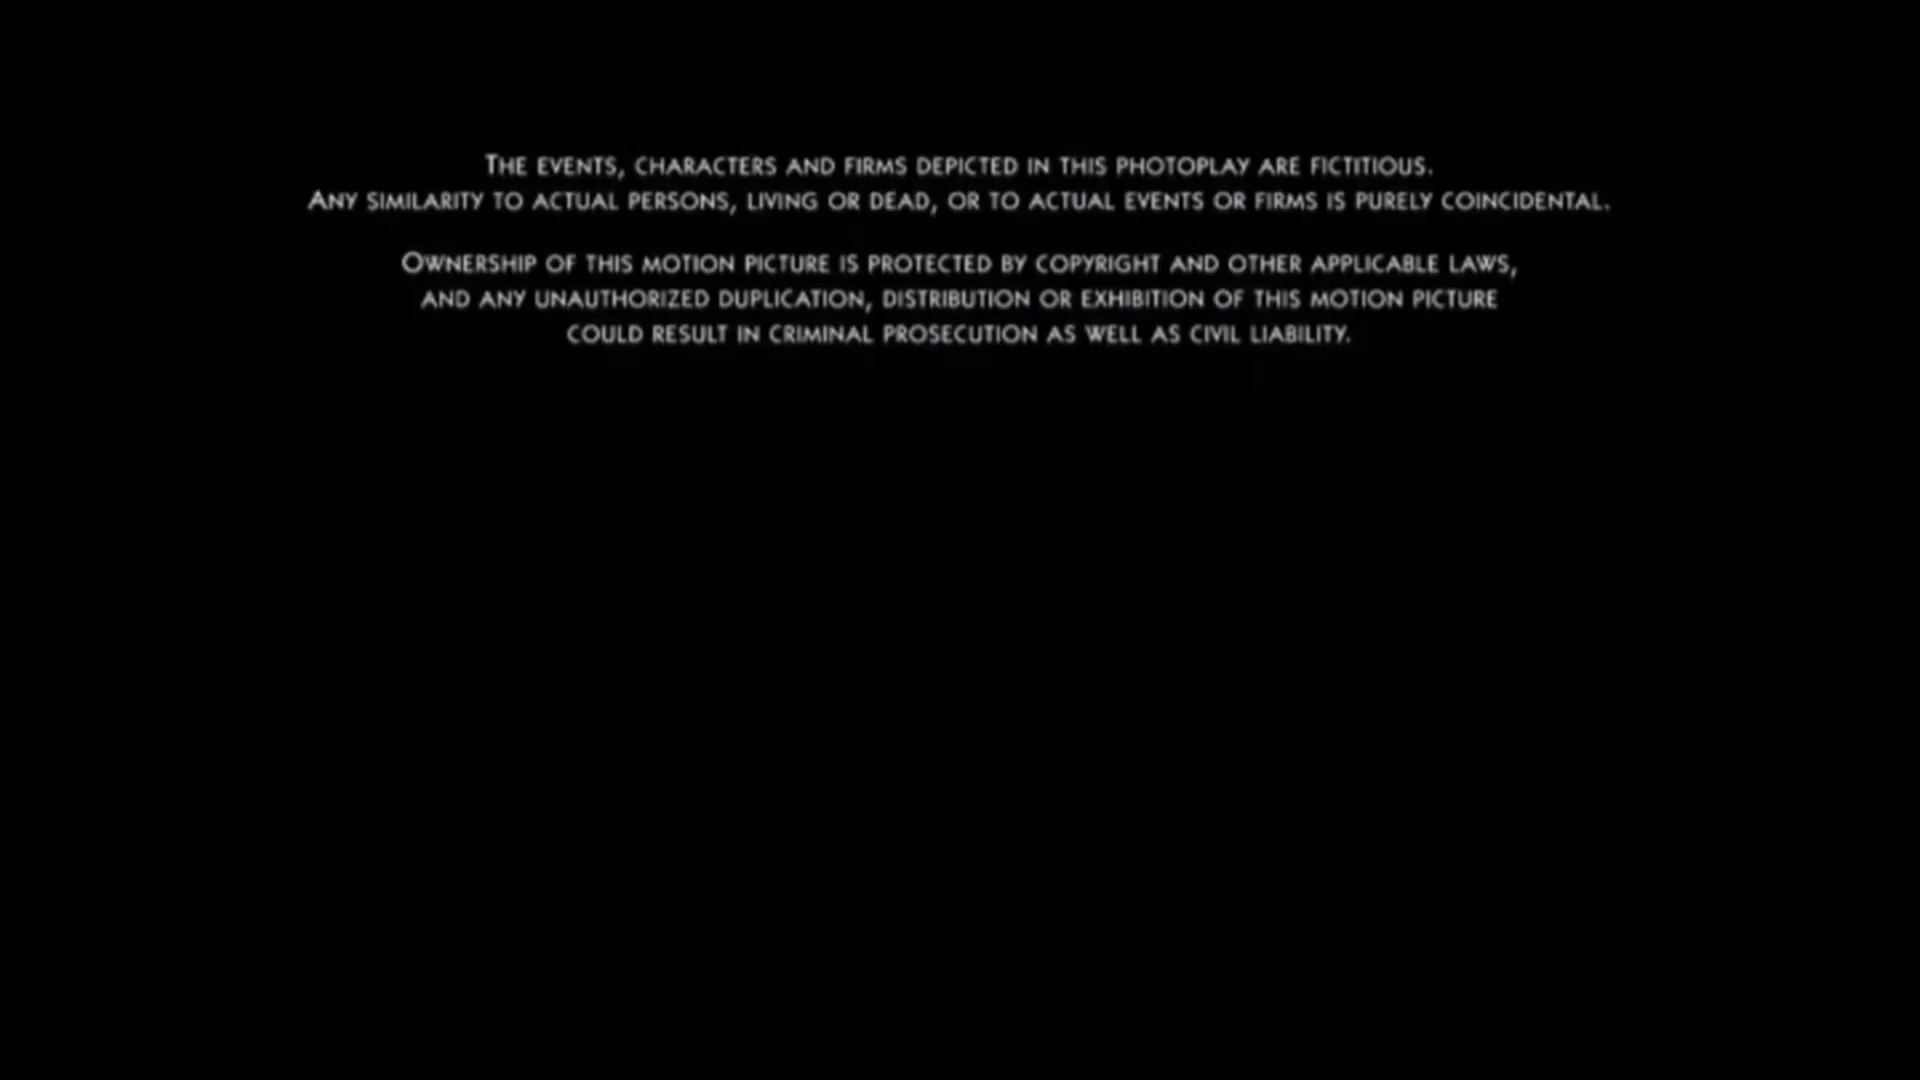 The events, characters and firms depicted in this photoplay are fictitious.
Any similarity to actual persons, living or dead, or to actual events or firms is purely coincidental.
Ownership of this motion picture is protected by copyright and other applicable laws,
and any unauthorized duplication, distribution or exhibition of this motion picture
could result in criminal prosecution as well as civil liability.